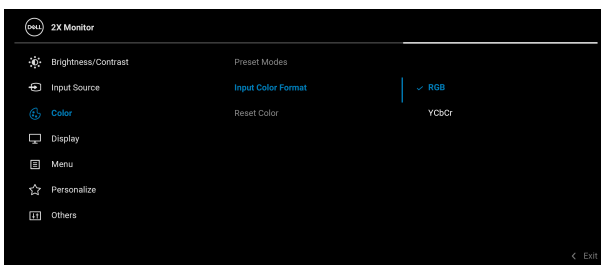 DELL 2X Monitor
Brightness/Contrast Preset Modes
Input Source Input Color Format RGB
Color Reset Color YCbCr
Display
Menu
Personalize
Others
Exit